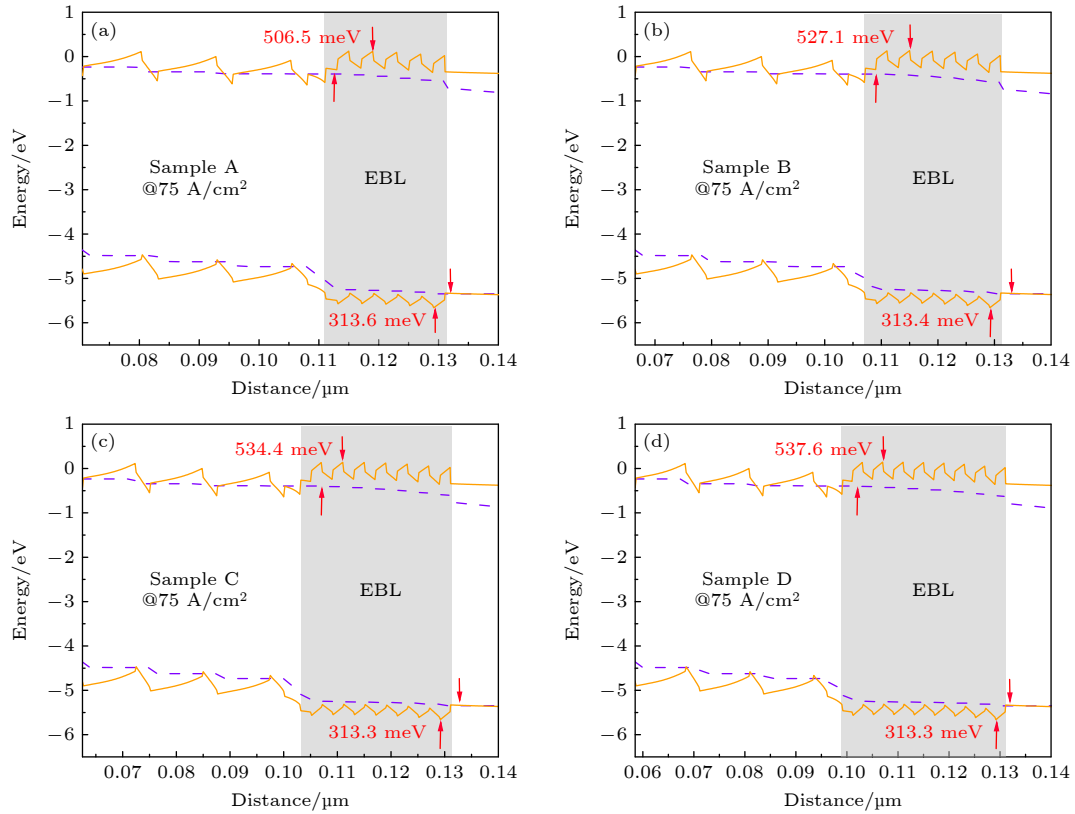 (a)
506.5 meV
Sample A
@75 A/cm²
EBL
313.6 meV
1
0
−1
−2
−3
−4
−5
−6
Energy/eV
0.08
0.09
0.10
0.11
0.12
0.13
0.14
Distance/μm
(b)
527.1 meV
Sample B
@75 A/cm²
EBL
313.4 meV
1
0
−1
−2
−3
−4
−5
−6
Energy/eV
0.07
0.08
0.09
0.10
0.11
0.12
0.13
0.14
Distance/μm
(c)
534.4 meV
Sample C
@75 A/cm²
EBL
313.3 meV
1
0
−1
−2
−3
−4
−5
−6
Energy/eV
0.07
0.08
0.09
0.10
0.11
0.12
0.13
0.14
Distance/μm
(d)
537.6 meV
Sample D
@75 A/cm²
EBL
313.3 meV
1
0
−1
−2
−3
−4
−5
−6
Energy/eV
0.06
0.07
0.08
0.09
0.10
0.11
0.12
0.13
0.14
Distance/μm